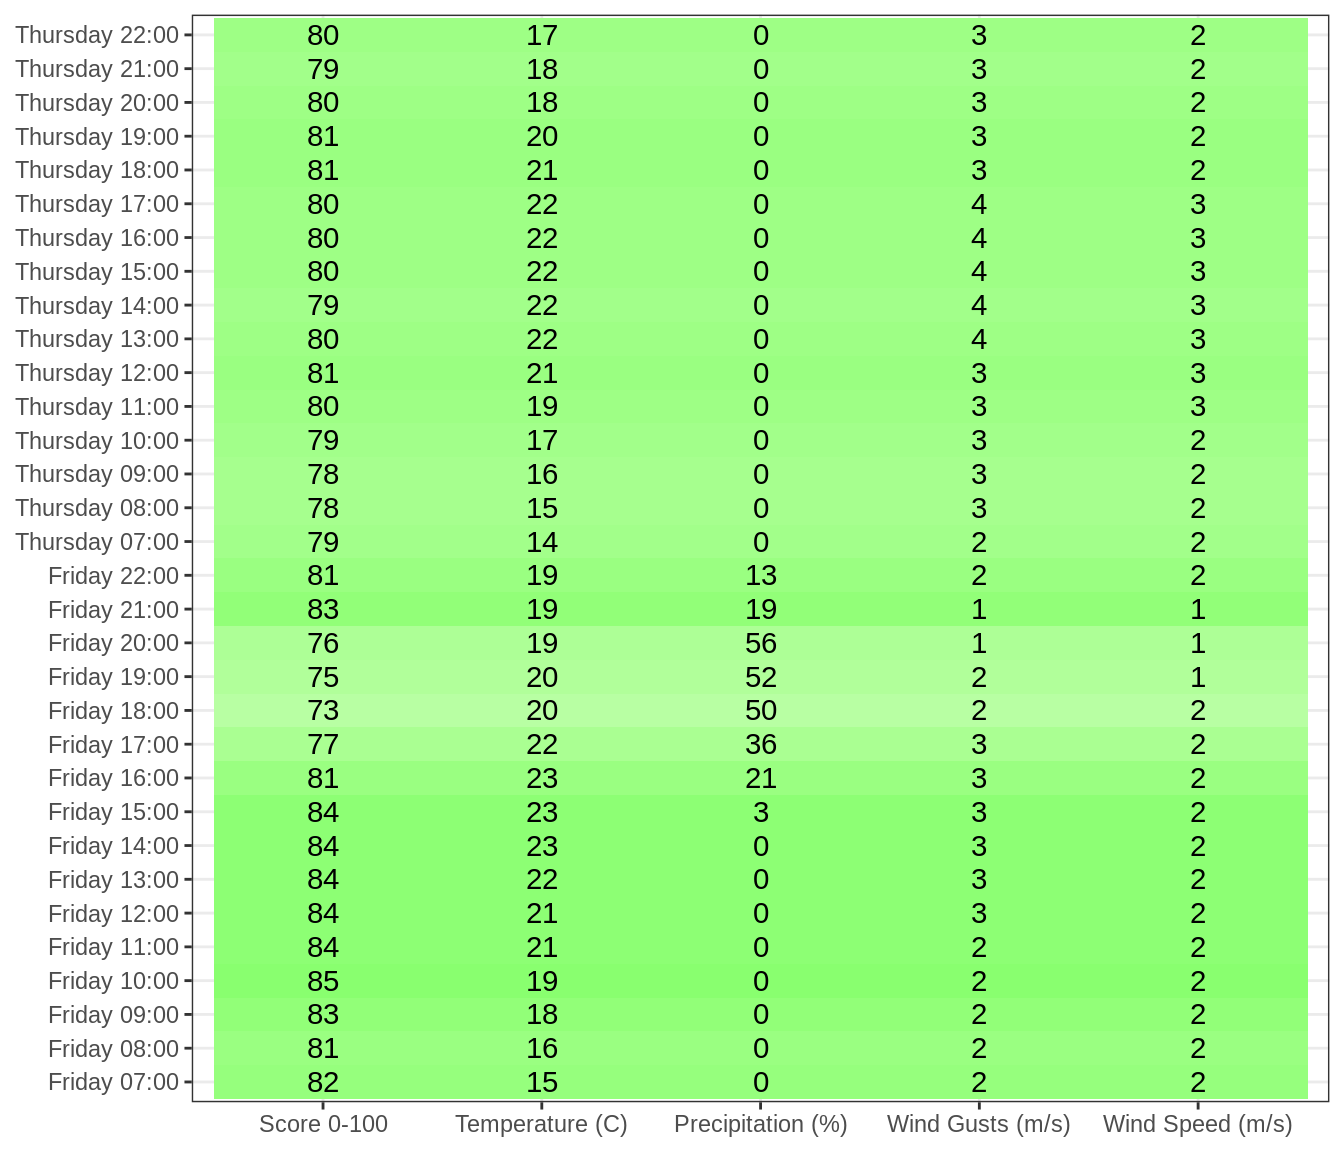 Thursday 22:00 80 17 0 3 2
Thursday 21:00 79 18 0 3 2
Thursday 20:00 80 18 0 3 2
Thursday 19:00 81 20 0 3 2
Thursday 18:00 81 21 0 3 2
Thursday 17:00 80 22 0 4 3
Thursday 16:00 80 22 0 4 3
Thursday 15:00 80 22 0 4 3
Thursday 14:00 79 22 0 4 3
Thursday 13:00 80 22 0 4 3
Thursday 12:00 81 21 0 3 3
Thursday 11:00 80 19 0 3 3
Thursday 10:00 79 17 0 3 2
Thursday 09:00 78 16 0 3 2
Thursday 08:00 78 15 0 3 2
Thursday 07:00 79 14 0 2 2
Friday 22:00 81 19 13 2 2
Friday 21:00 83 19 19 1 1
Friday 20:00 76 19 56 1 1
Friday 19:00 75 20 52 2 1
Friday 18:00 73 20 50 2 2
Friday 17:00 77 22 36 3 2
Friday 16:00 81 23 21 3 2
Friday 15:00 84 23 3 3 2
Friday 14:00 84 23 0 3 2
Friday 13:00 84 22 0 3 2
Friday 12:00 84 21 0 3 2
Friday 11:00 84 21 0 2 2
Friday 10:00 85 19 0 2 2
Friday 09:00 83 18 0 2 2
Friday 08:00 81 16 0 2 2
Friday 07:00 82 15 0 2 2
Score 0-100 Temperature (C) Precipitation (%) Wind Gusts (m/s) Wind Speed (m/s)